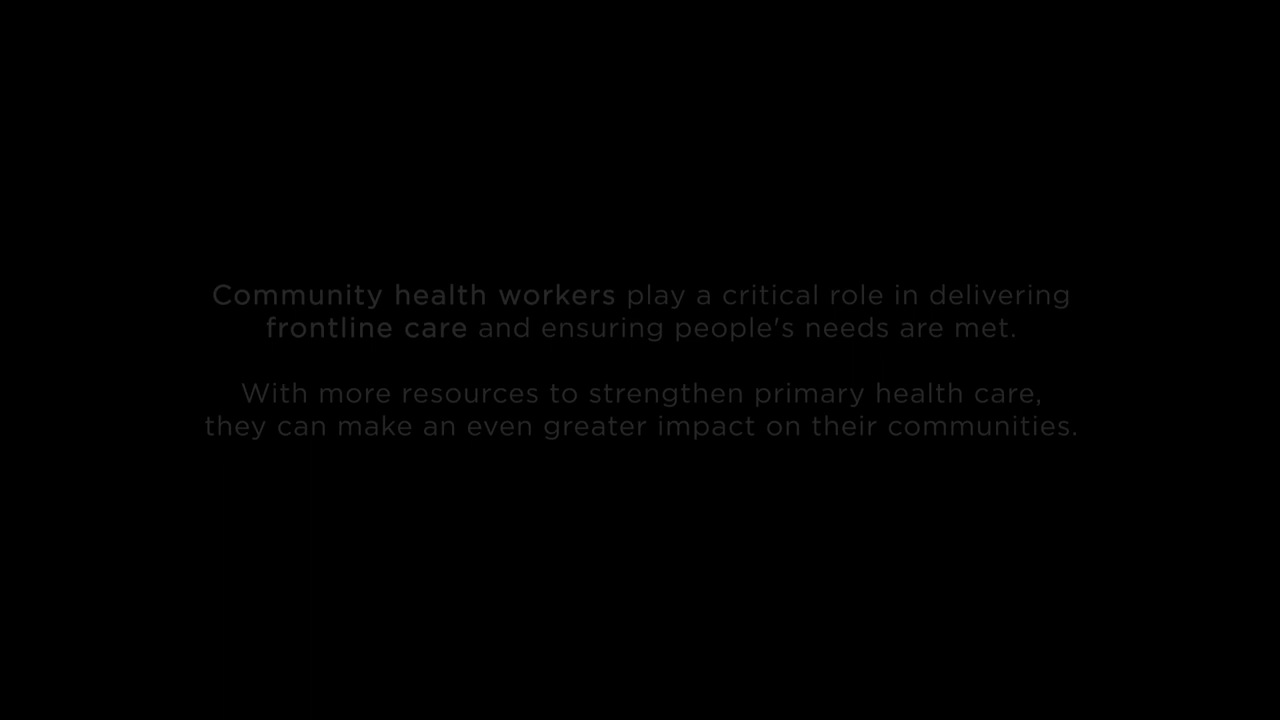 Community health workers play a critical role in delivering
frontline care and ensuring people's needs are met.
With more resources to strengthen primary health care,
they can make an even greater impact on their communities.